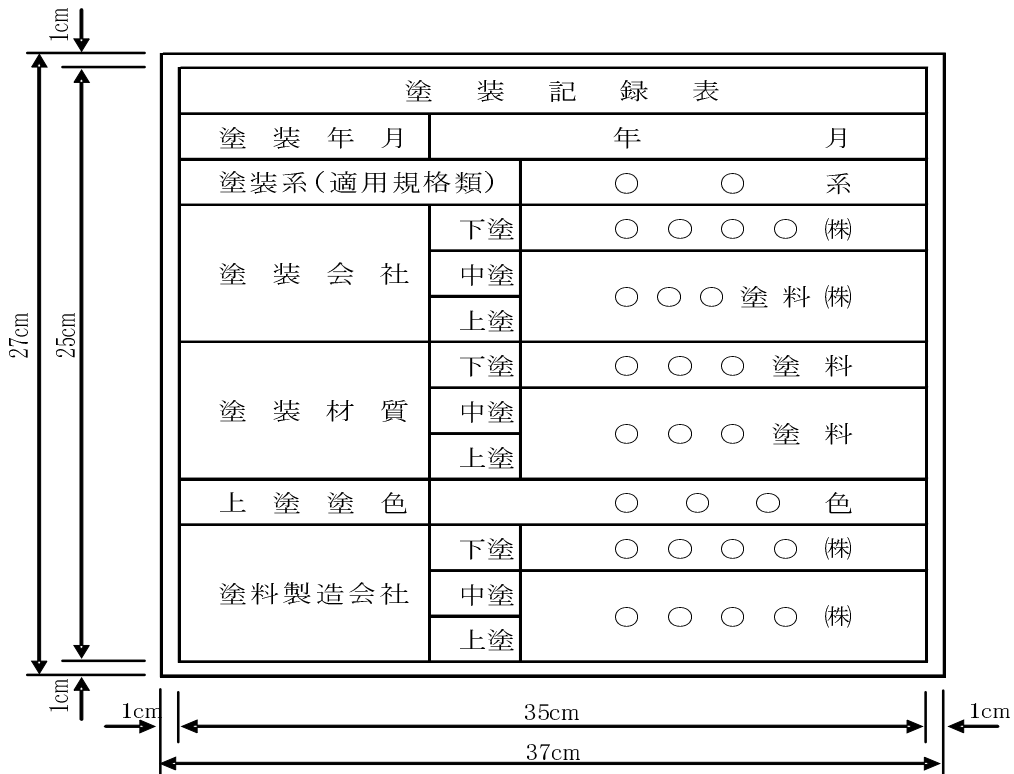 1cm
塗装記録表
塗装年月 年 月
塗装系(適用規格類) ○ ○ 系
下塗 ○ ○ ○ ○ ㈱
塗装会社 中塗
○ ○ ○ 塗料 ㈱
上塗
27cm
25cm
下塗 ○ ○ ○ 塗料
塗装材質 中塗
○ ○ ○ 塗料
上塗
上塗塗色 ○ ○ ○ 色
下塗 ○ ○ ○ ○ ㈱
塗料製造会社 中塗
○ ○ ○ ○ ㈱
上塗
1cm
1cm 35cm 1cm
37cm